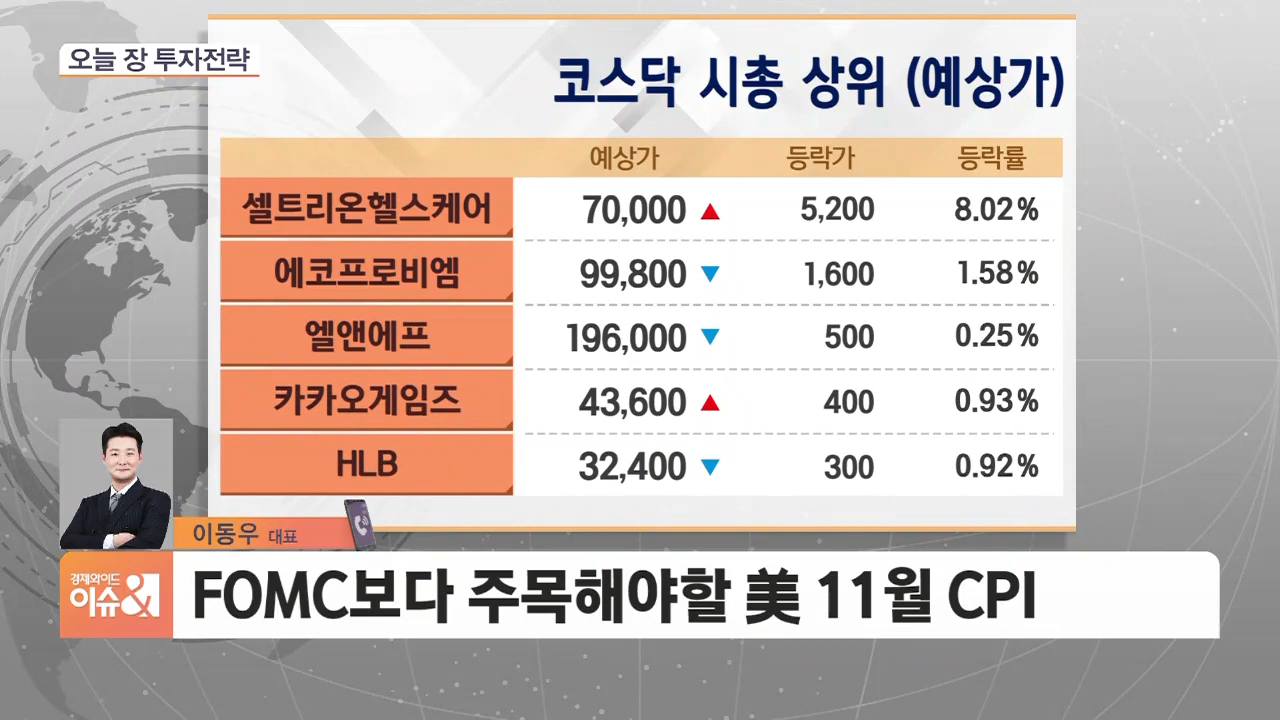 오늘 장 투자전략
코스닥 시총 상위 (예상가)
예상가 등락가 등락률
셀트리온헬스케어 70,000 ▲ 5,200 8.02%
에코프로비엠 99,800 ▼ 1,600 1.58%
엘앤에프 196,000 ▼ 500 0.25%
카카오게임즈 43,600 ▲ 400 0.93%
HLB 32,400 ▼ 300 0.92%
이동우 대표
경제와이드
이슈&
FOMC보다 주목해야할 美 11월 CPI